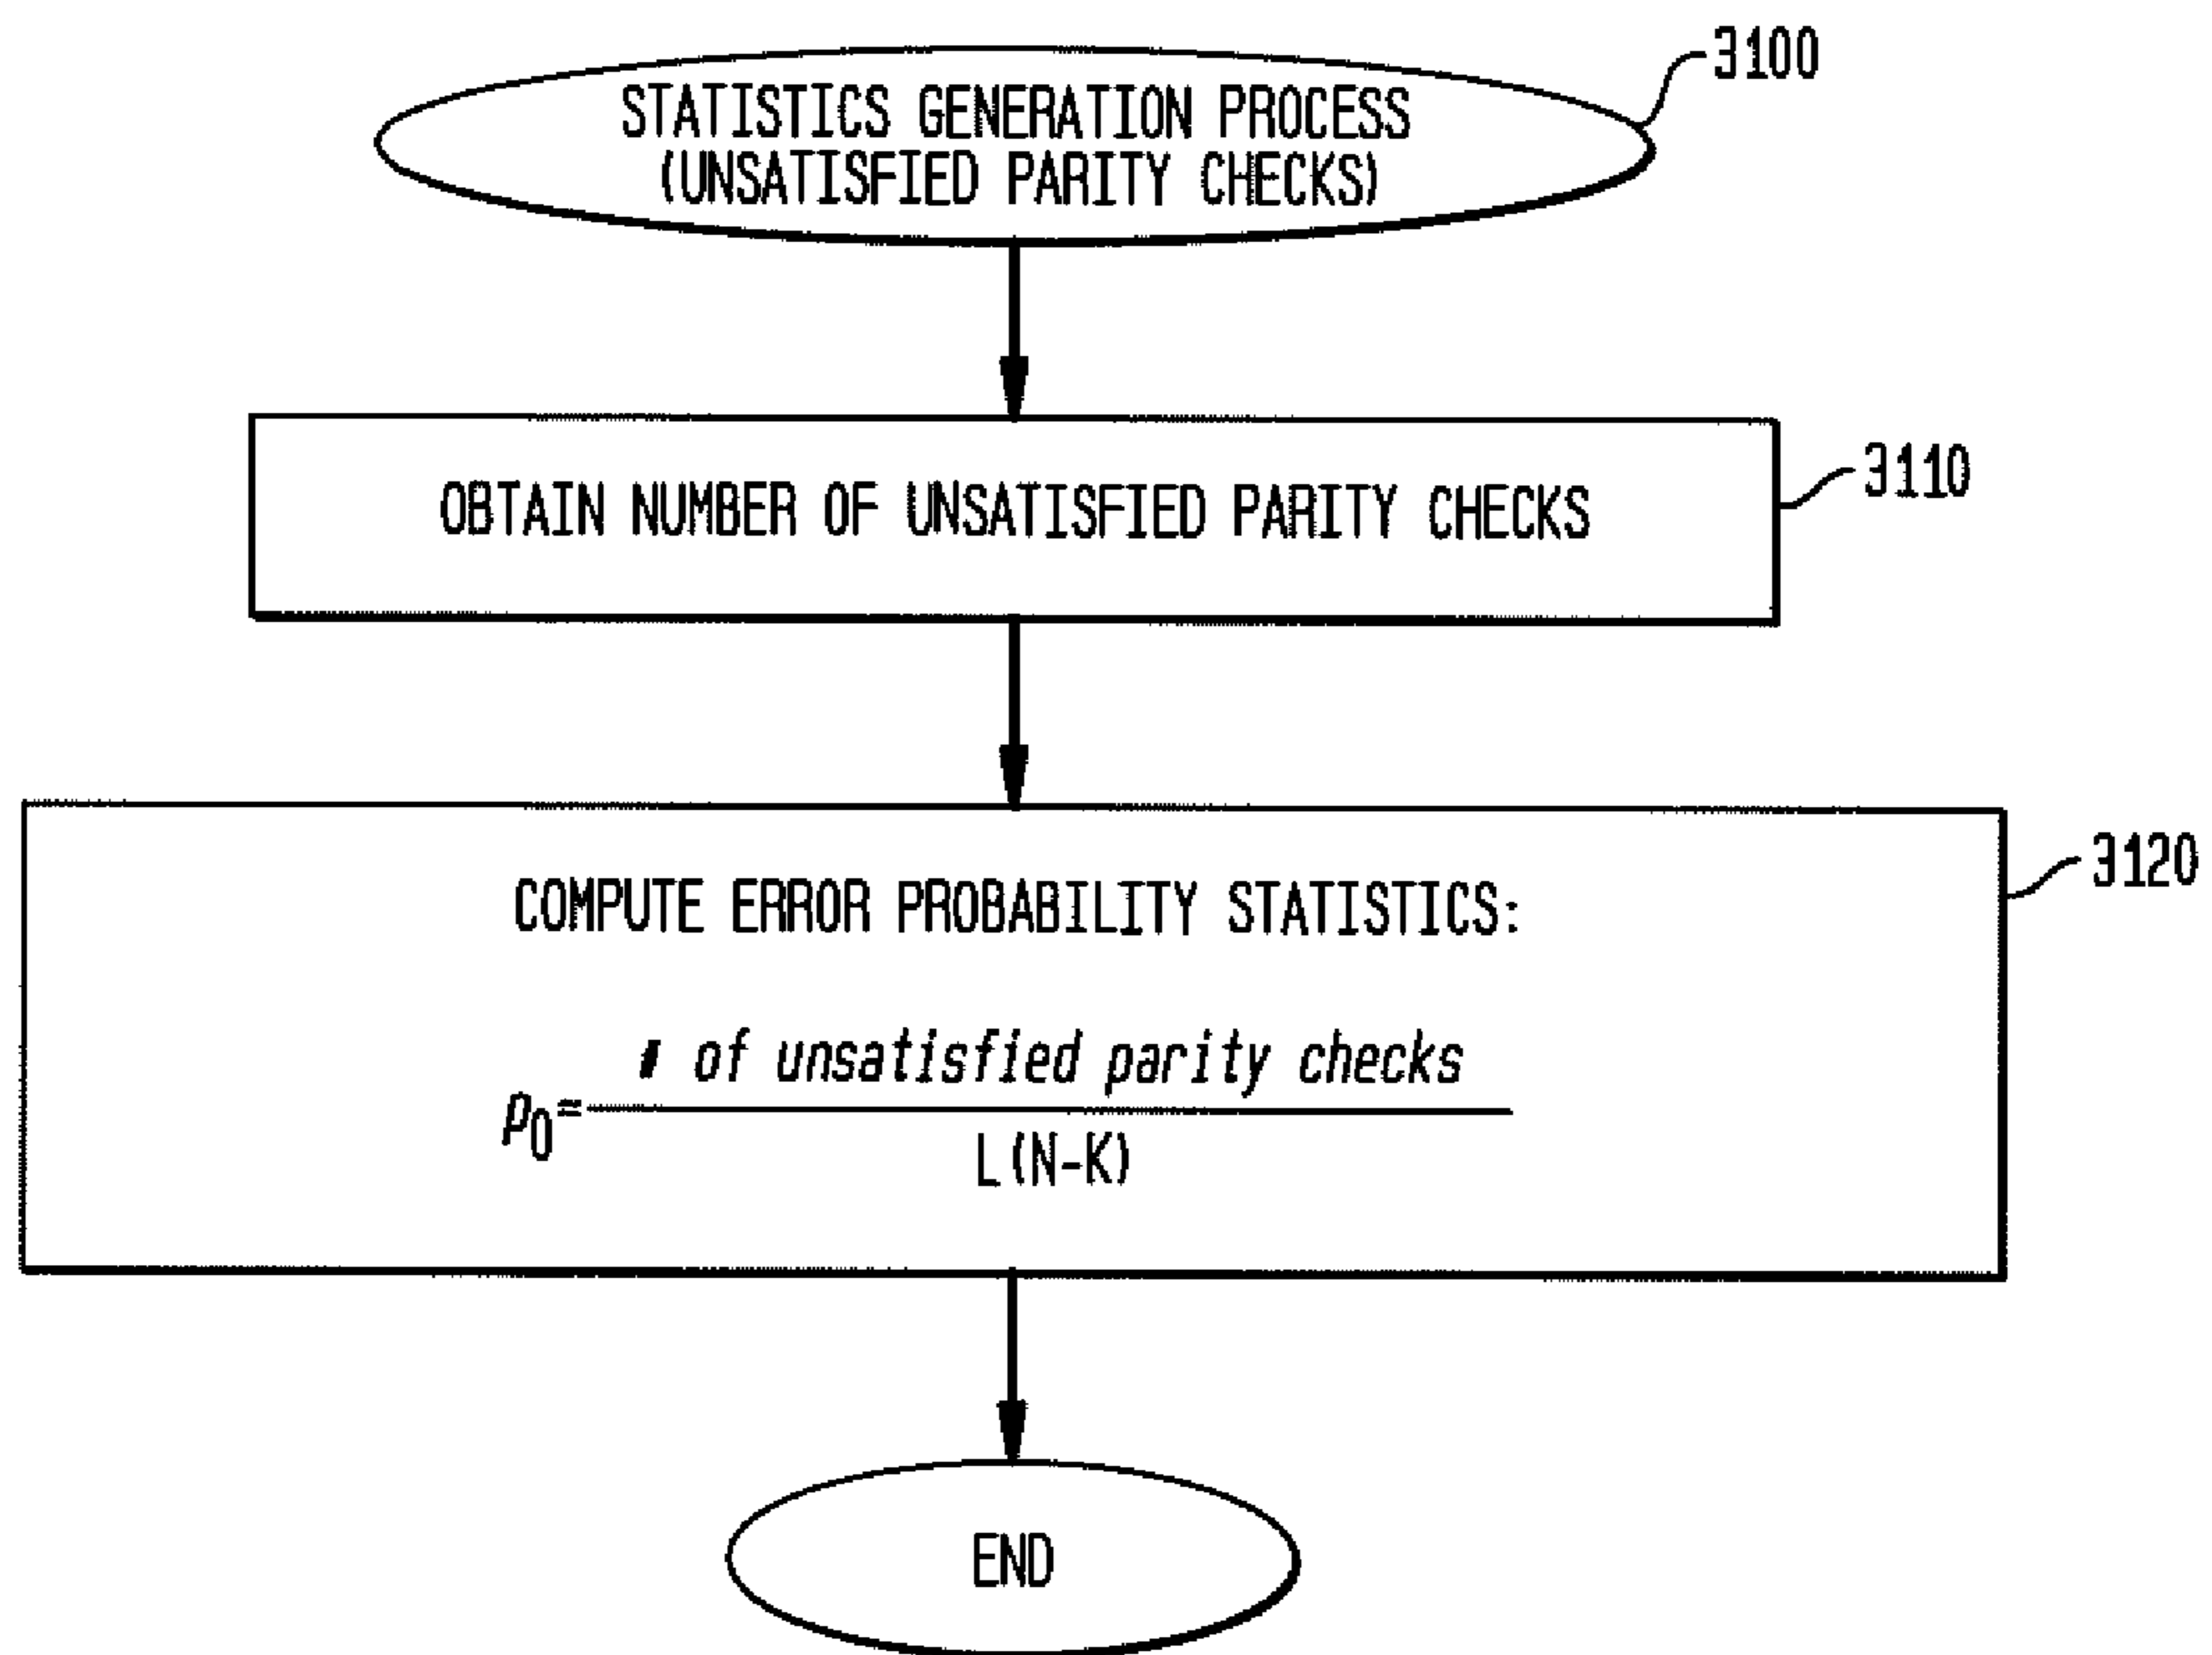 3100
STATISTICS GENERATION PROCESS
(UNSATISFIED PARITY CHECKS)
3110
OBTAIN NUMBER OF UNSATISFIED PARITY CHECKS
3120
COMPUTE ERROR PROBABILITY STATISTICS:
# of unsatisfied parity checks
p0=
L(N-K)
END